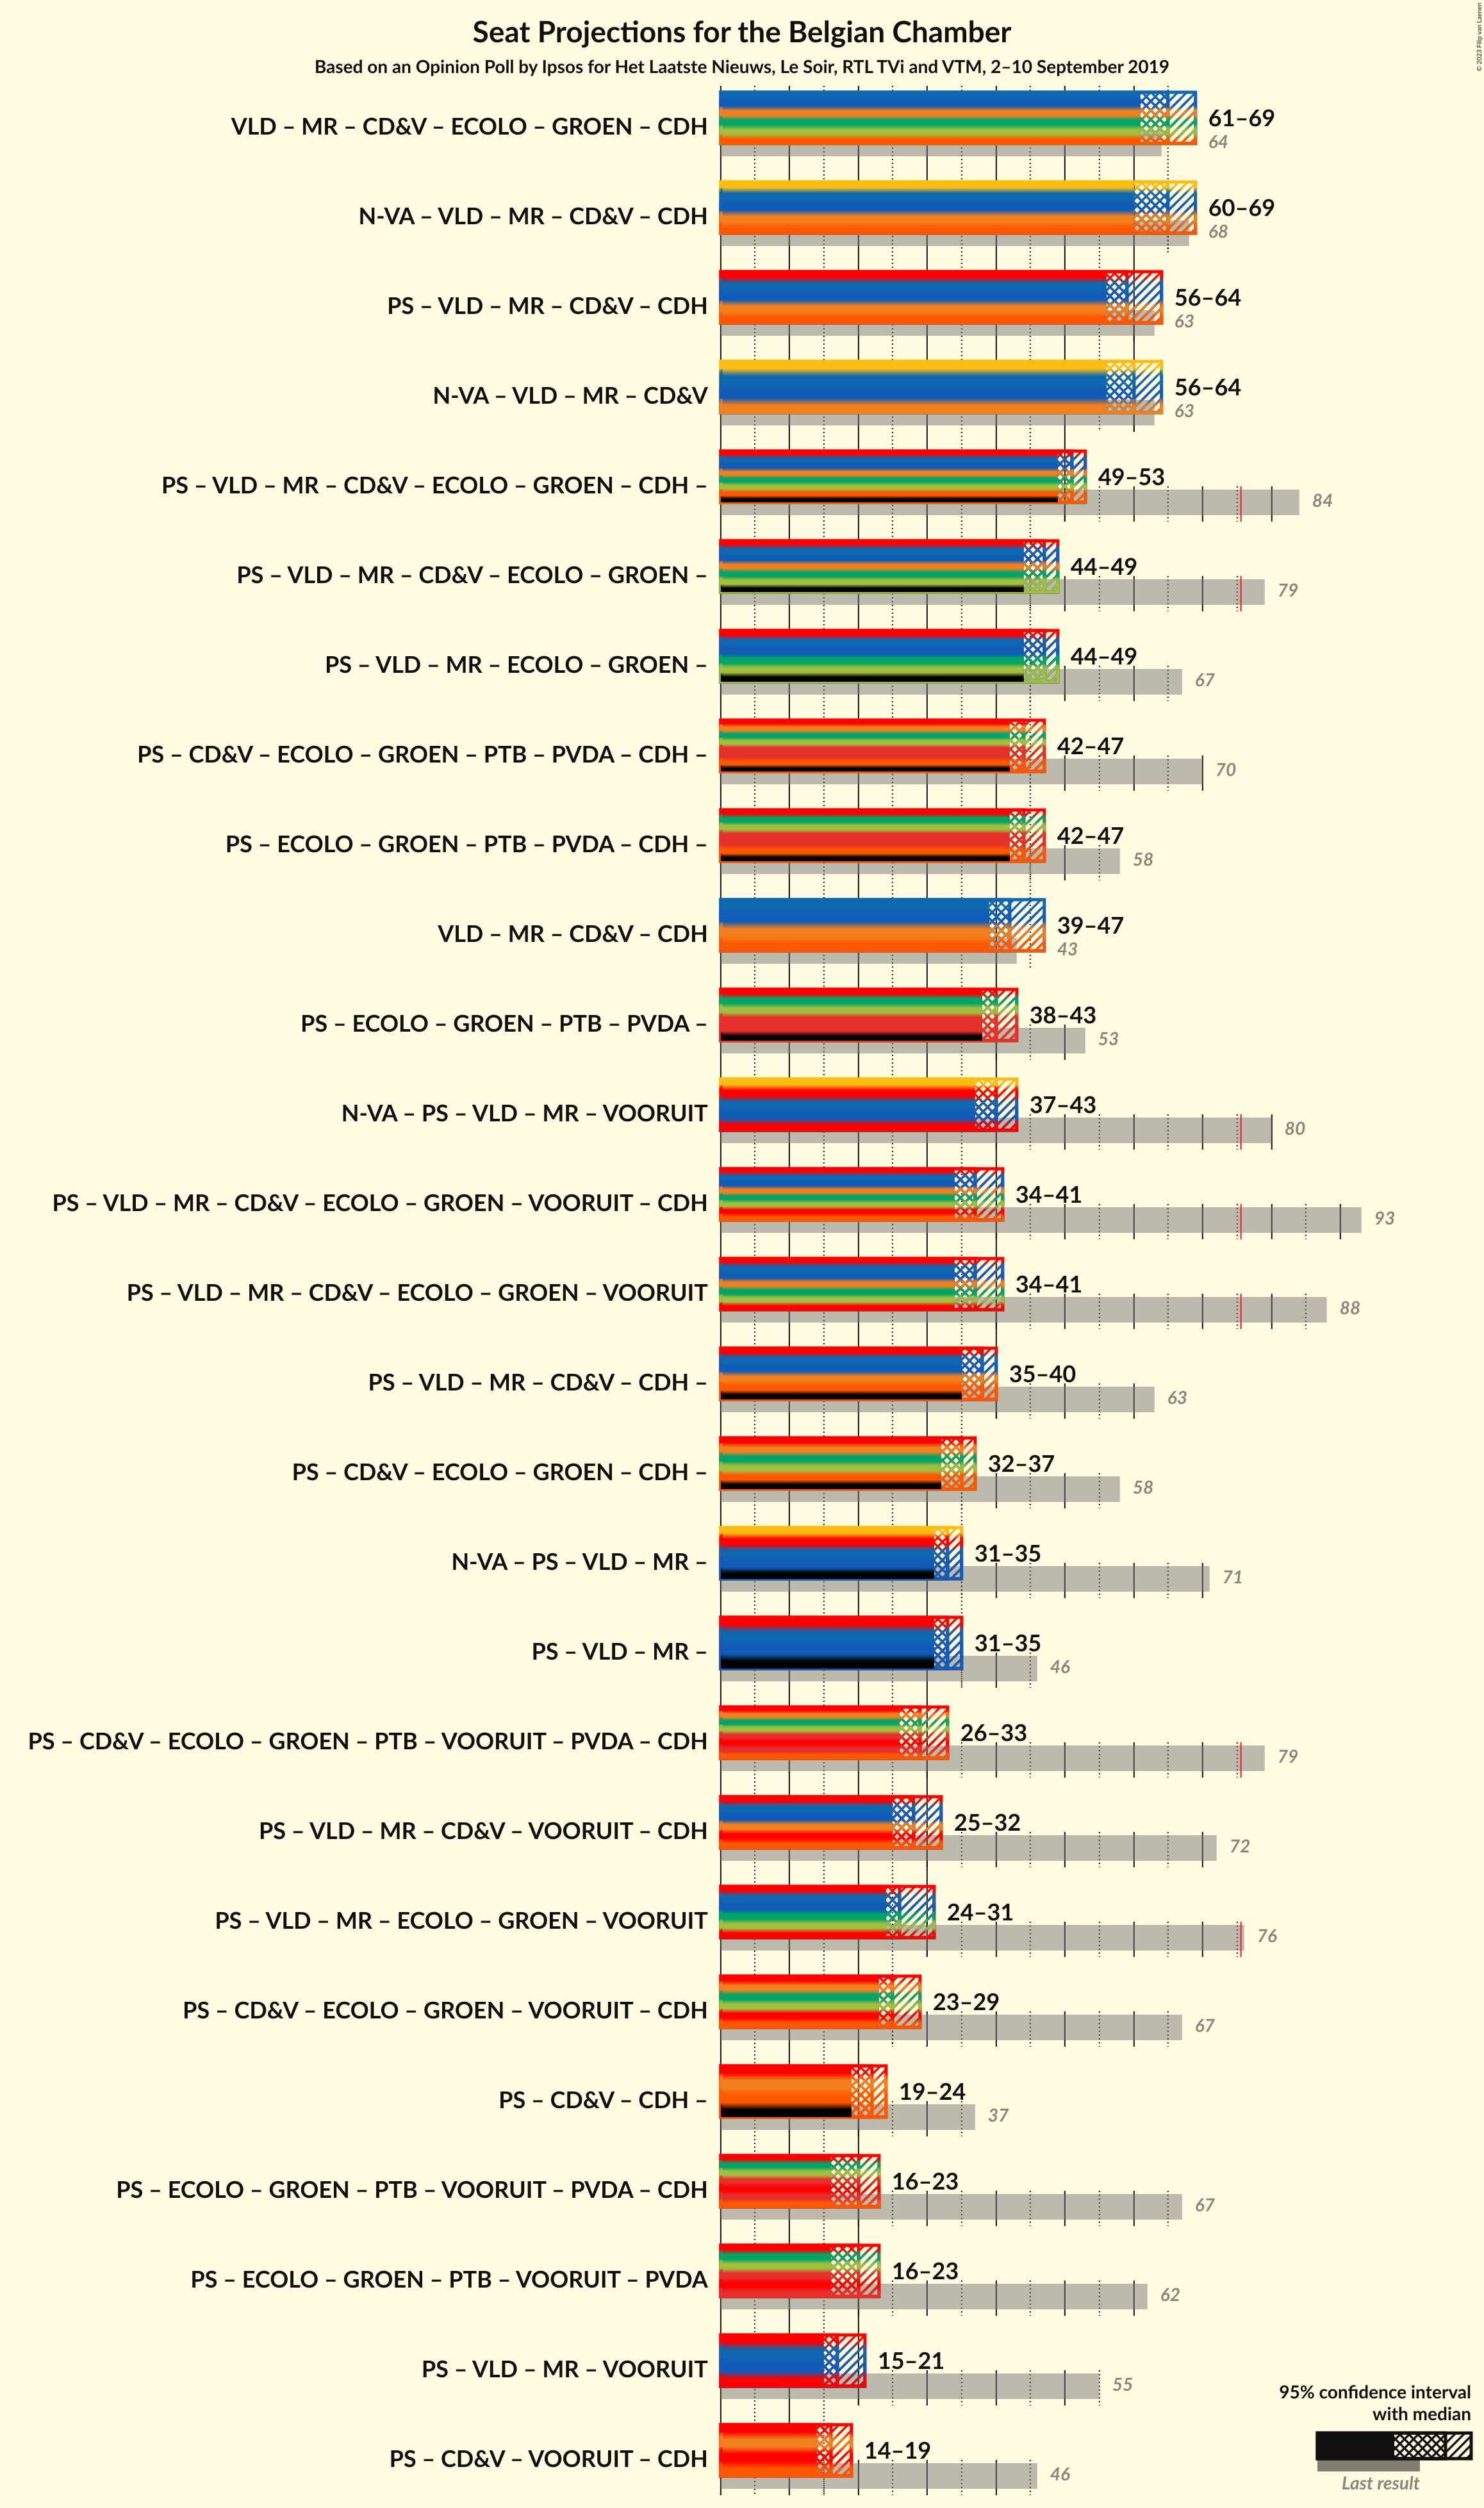 Seat Projections for the Belgian Chamber
Based on an Opinion Poll by Ipsos for Het Laatste Nieuws, Le Soir, RTL TVi and VTM, 2–10 September 2019
© 2023 Filip van Laenen
VLD – MR – CD&V – ECOLO – GROEN – CDH
61–69
64
N-VA – VLD – MR – CD&V – CDH
60–69
68
PS – VLD – MR – CD&V – CDH
56–64
63
N-VA – VLD – MR – CD&V
56–64
63
PS – VLD – MR – CD&V – ECOLO – GROEN – CDH –
49–53
84
PS – VLD – MR – CD&V – ECOLO – GROEN –
44–49
79
PS – VLD – MR – ECOLO – GROEN –
44–49
67
PS – CD&V – ECOLO – GROEN – PTB – PVDA – CDH –
42–47
70
PS – ECOLO – GROEN – PTB – PVDA – CDH –
42–47
58
VLD – MR – CD&V – CDH
39–47
43
PS – ECOLO – GROEN – PTB – PVDA –
38–43
53
N-VA – PS – VLD – MR – VOORUIT
37–43
80
PS – VLD – MR – CD&V – ECOLO – GROEN – VOORUIT – CDH
34–41
93
PS – VLD – MR – CD&V – ECOLO – GROEN – VOORUIT
34–41
88
PS – VLD – MR – CD&V – CDH –
35–40
63
PS – CD&V – ECOLO – GROEN – CDH –
32–37
58
N-VA – PS – VLD – MR –
31–35
71
PS – VLD – MR –
31–35
46
PS – CD&V – ECOLO – GROEN – PTB – VOORUIT – PVDA – CDH
26–33
79
PS – VLD – MR – CD&V – VOORUIT – CDH
25–32
72
PS – VLD – MR – ECOLO – GROEN – VOORUIT
24–31
76
PS – CD&V – ECOLO – GROEN – VOORUIT – CDH
23–29
67
PS – CD&V – CDH –
19–24
37
PS – ECOLO – GROEN – PTB – VOORUIT – PVDA – CDH
16–23
67
PS – ECOLO – GROEN – PTB – VOORUIT – PVDA
16–23
62
PS – VLD – MR – VOORUIT
15–21
55
PS – CD&V – VOORUIT – CDH
14–19
46
95% confidence interval
with median
Last result